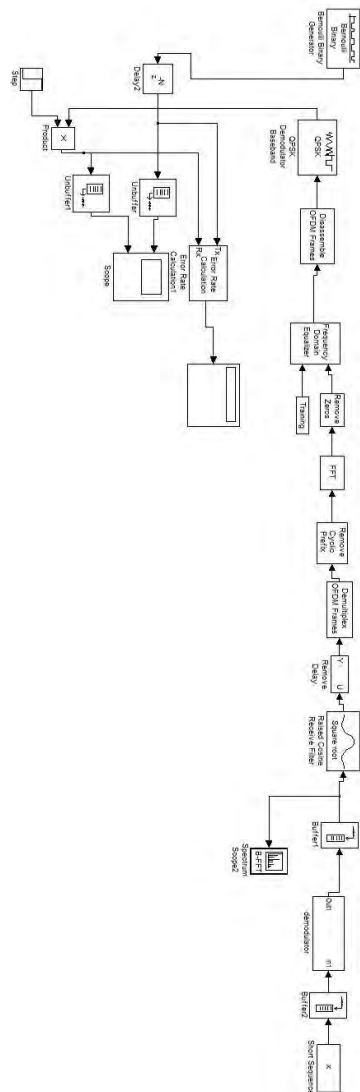 Bernoulli
Binary
Bernoulli Binary
Generator
-N
z
Delay2
Step
X
Product
Unbuffer1
Unbuffer
Scope
Tx
Error Rate
Calculation
Rx
Error Rate
Calculation1
QPSK
QPSK
Demodulator
Baseband
Disassemble
OFDM Frames
Frequency
Domain
Equalizer
Training
Remove
Zeros
FFT
Remove
Cyclic
Prefix
Demultiplex
OFDM Frames
Y
U
Remove
Delay
Square root
Raised Cosine
Receive Filter
Buffer1
B-FFT
Spectrum
Scope2
Out1
In1
demodulator
Buffer2
x
Short Sequence